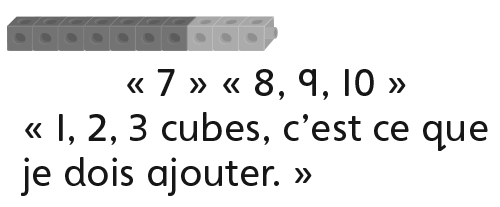 « 7 » « 8, 9, 10 »
« 1, 2, 3 cubes, c’est ce que
je dois ajouter. »